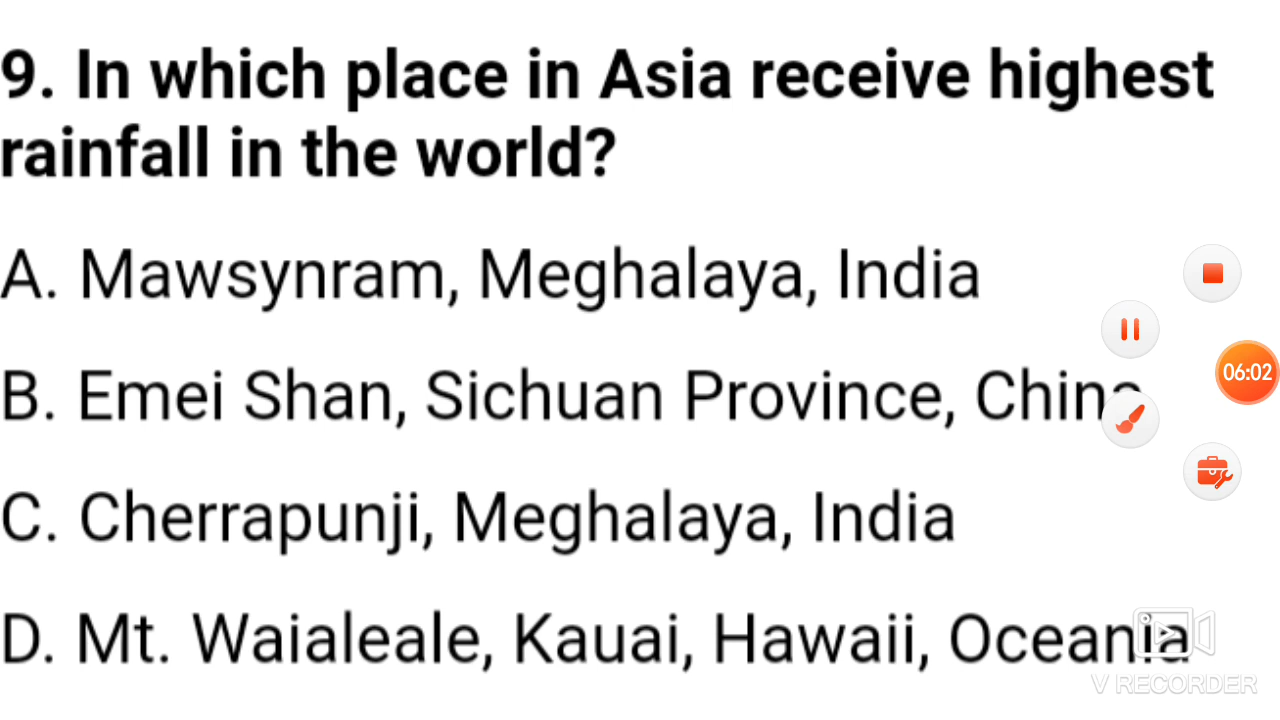 9. In which place in Asia receive highest
rainfall in the world?
A. Mawsynram, Meghalaya, India
B. Emei Shan, Sichuan Province, China
06:02
C. Cherrapunji, Meghalaya, India
D. Mt. Waialeale, Kauai, Hawaii, Oceania
V RECORDER